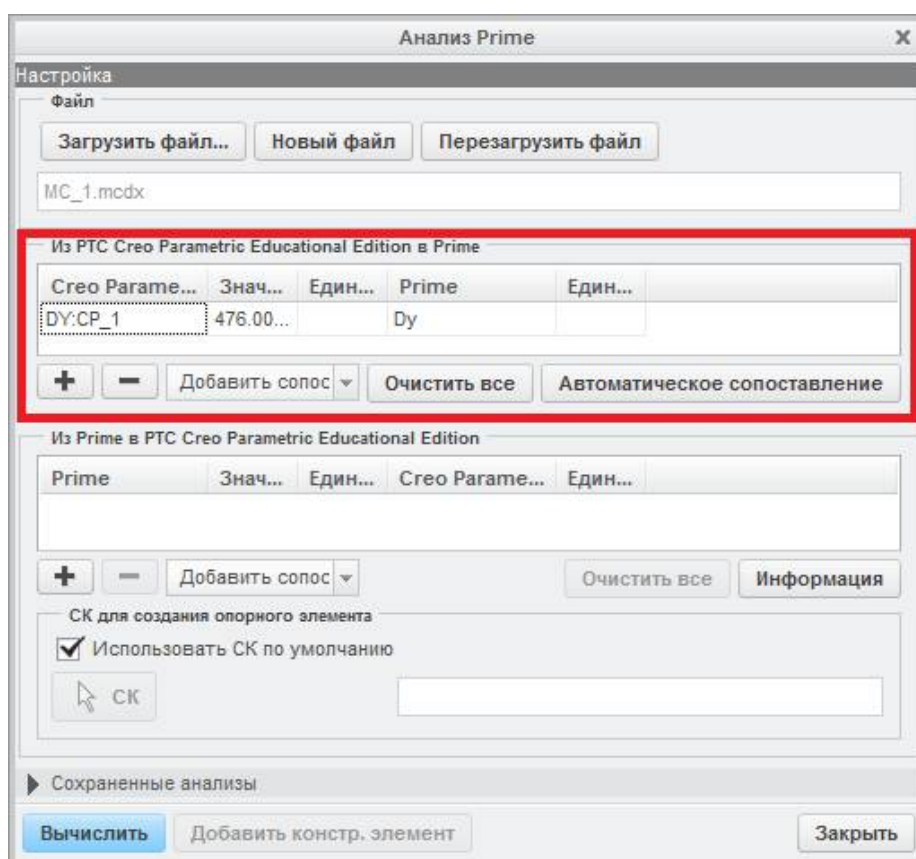 Анализ Prime
Настройка
Файл
Загрузить файл... Новый файл Перезагрузить файл
MC_1.mcdx
Из PTC Creo Parametric Educational Edition в Prime
Creo Parame... Знач... Един... Prime Един...
DY:CP_1 476.00... Dy
+ − Добавить сопос Очистить все Автоматическое сопоставление
Из Prime в PTC Creo Parametric Educational Edition
Prime Знач... Един... Creo Parame... Един...
+ − Добавить сопос Очистить все Информация
СК для создания опорного элемента
Использовать СК по умолчанию
СК
Сохраненные анализы
Вычислить Добавить констр. элемент Закрыть